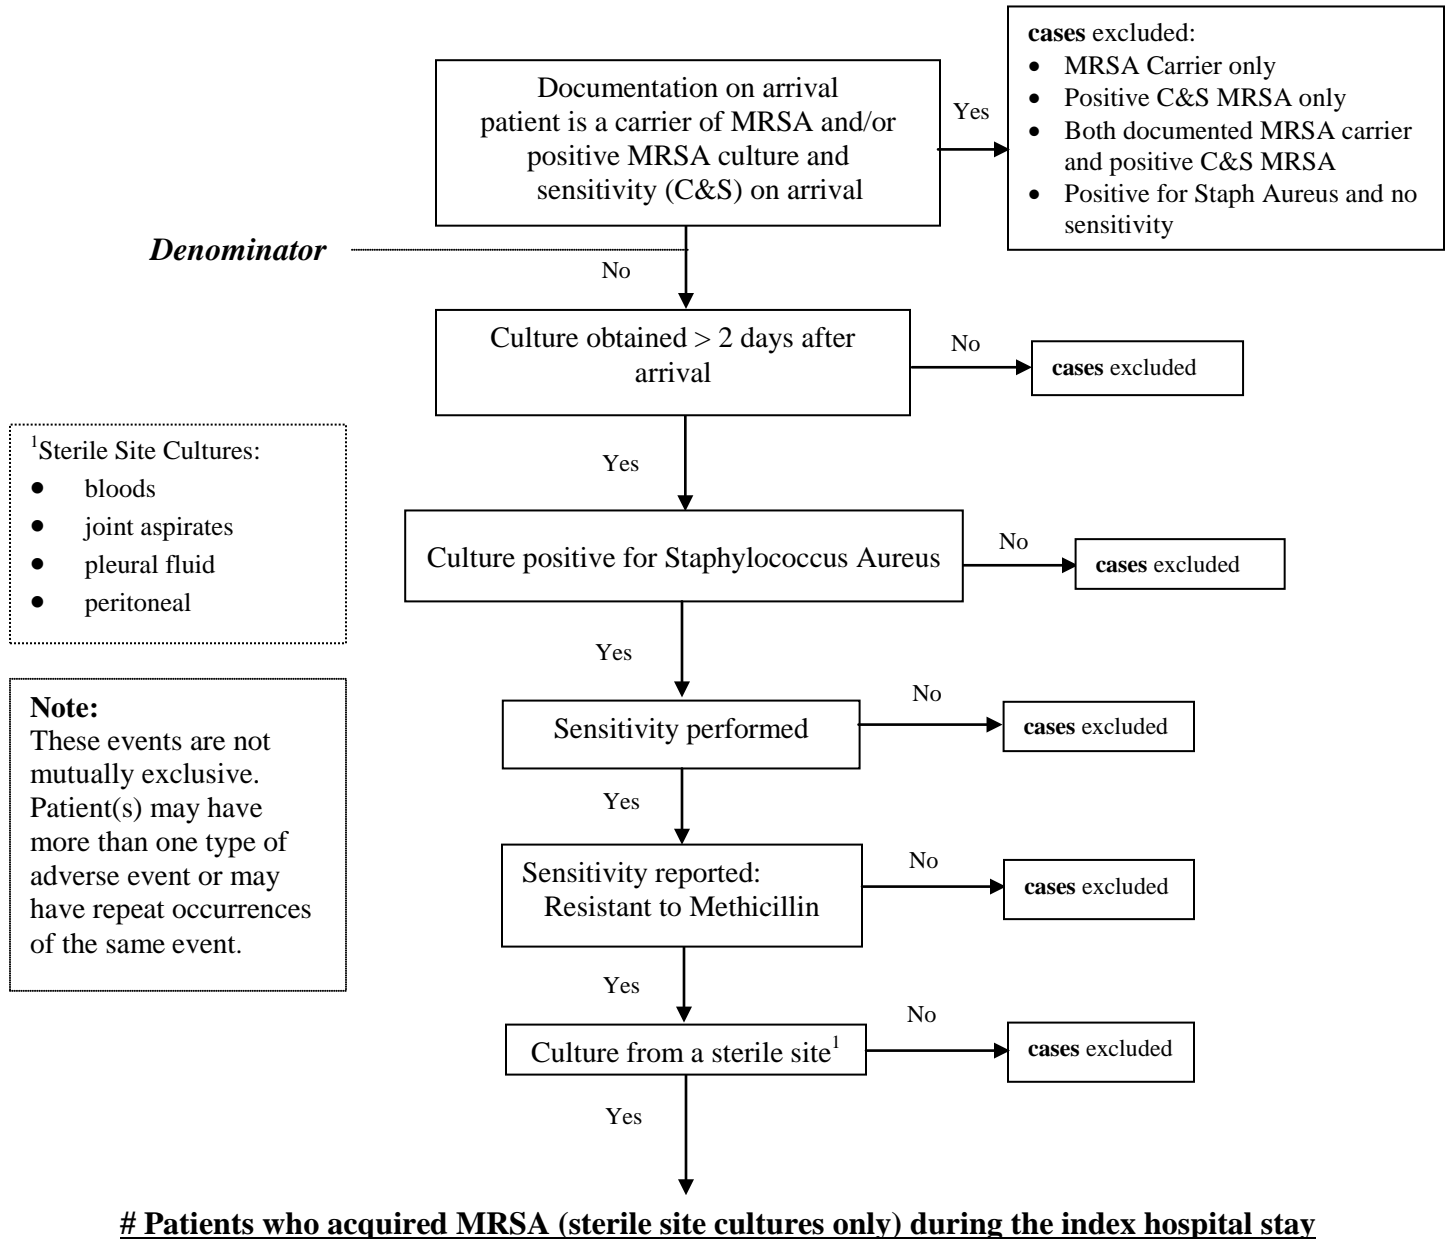 Documentation on arrival
patient is a carrier of MRSA and/or
positive MRSA culture and
sensitivity (C&S) on arrival
Yes
cases excluded:
• MRSA Carrier only
• Positive C&S MRSA only
• Both documented MRSA carrier
and positive C&S MRSA
• Positive for Staph Aureus and no
sensitivity
Denominator
No
Culture obtained > 2 days after
arrival
No
cases excluded
Yes
1Sterile Site Cultures:
• bloods
• joint aspirates
• pleural fluid
• peritoneal
Culture positive for Staphylococcus Aureus
No
cases excluded
Yes
Note:
These events are not
mutually exclusive.
Patient(s) may have
more than one type of
adverse event or may
have repeat occurrences
of the same event.
Sensitivity performed
No
cases excluded
Yes
Sensitivity reported:
Resistant to Methicillin
No
cases excluded
Yes
Culture from a sterile site1
No
cases excluded
Yes
# Patients who acquired MRSA (sterile site cultures only) during the index hospital stay